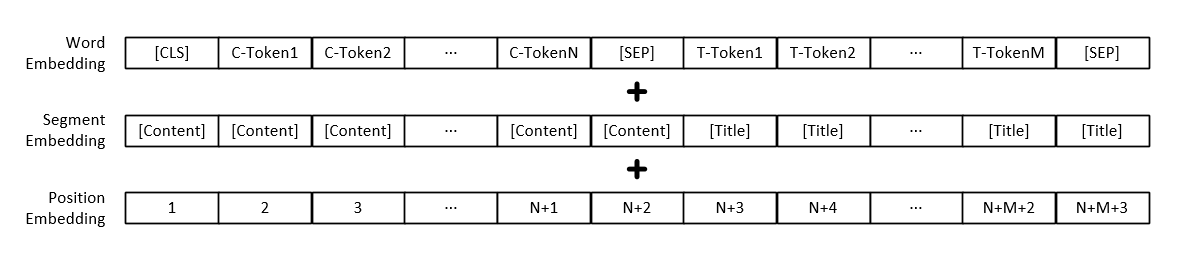 Word
Embedding
[CLS] C-Token1 C-Token2 ... C-TokenN [SEP] T-Token1 T-Token2 ... T-TokenM [SEP]
+
Segment
Embedding
[Content] [Content] [Content] ... [Content] [Content] [Title] [Title] ... [Title] [Title]
+
Position
Embedding
1 2 3 ... N+1 N+2 N+3 N+4 ... N+M+2 N+M+3